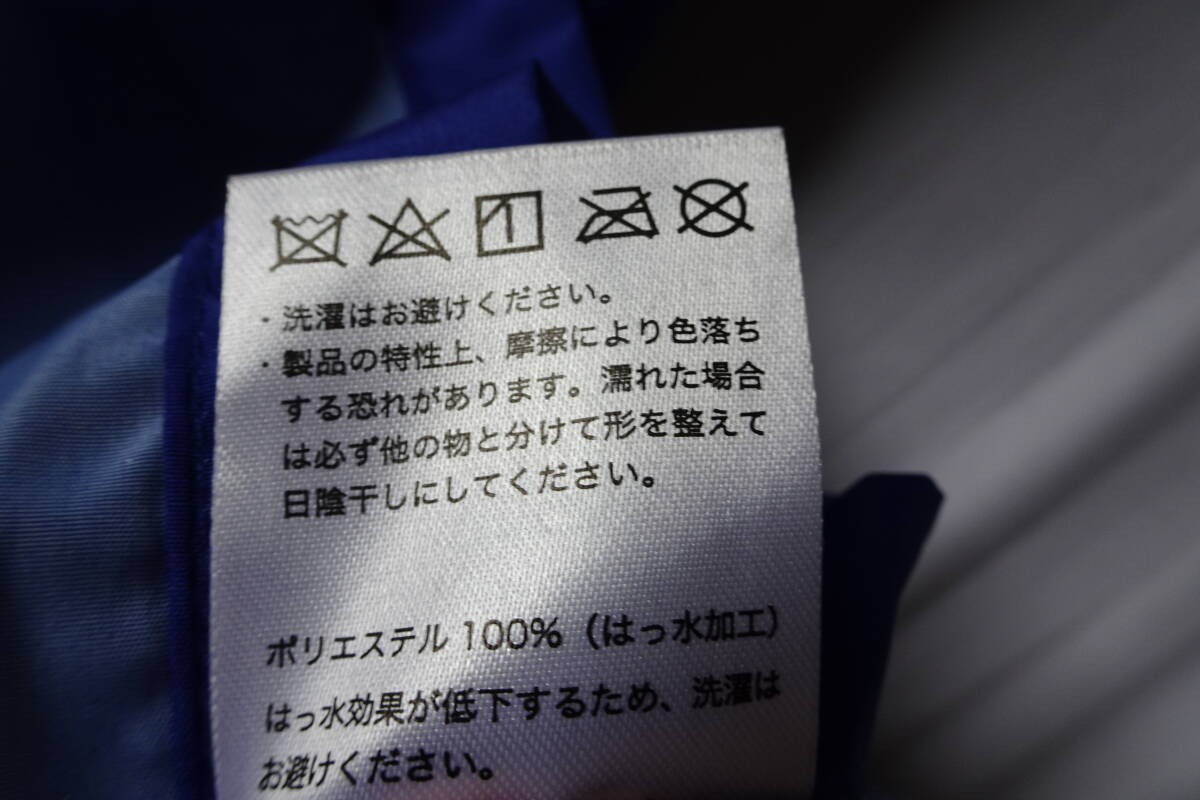 ・洗濯はお避けください。
・製品の特性上、摩擦により色落ち
する恐れがあります。濡れた場合
は必ず他の物と分けて形を整えて
日陰干しにしてください。
ポリエステル 100%（はっ水加工）
はっ水効果が低下するため、洗濯は
お避けください。